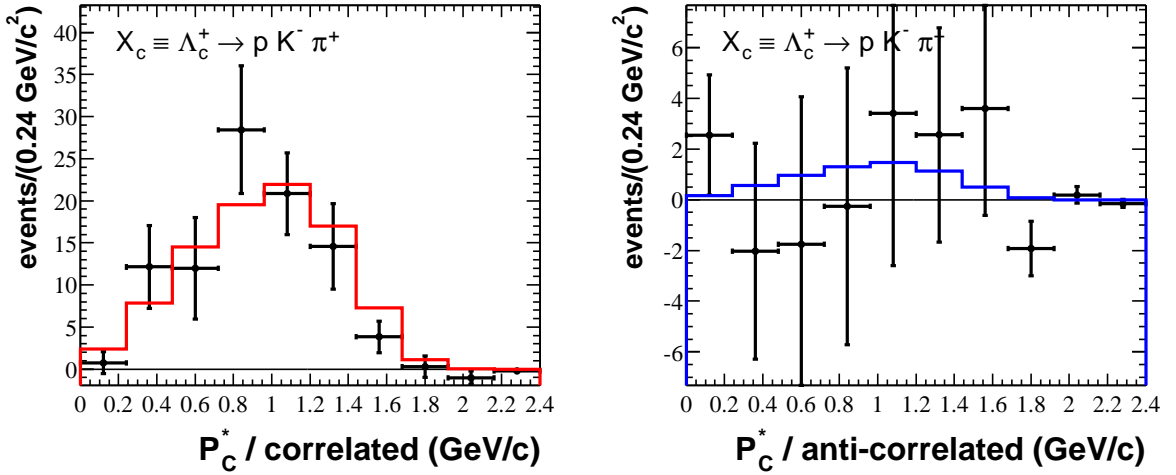 events/(0.24 GeV/c²)
X_c ≡ Λ_c⁺ → p K⁻ π⁺
40
35
30
25
20
15
10
5
0
0 0.2 0.4 0.6 0.8 1 1.2 1.4 1.6 1.8 2 2.2 2.4
P_C^* / correlated (GeV/c)
events/(0.24 GeV/c²)
X_c ≡ Λ_c⁺ → p K⁻ π⁺
6
4
2
0
-2
-4
-6
0 0.2 0.4 0.6 0.8 1 1.2 1.4 1.6 1.8 2 2.2 2.4
P_C^* / anti-correlated (GeV/c)